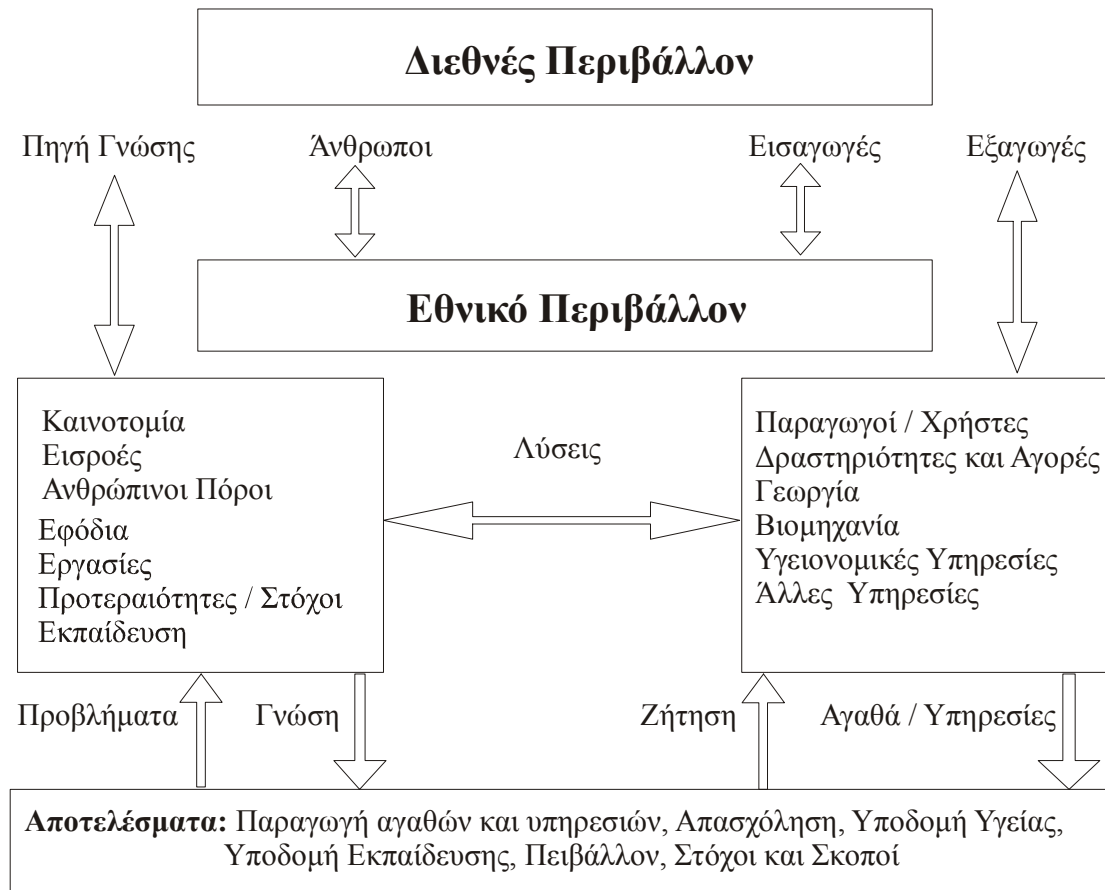 Διεθνές Περιβάλλον
Πηγή Γνώσης
Άνθρωποι
Εισαγωγές
Εξαγωγές
Εθνικό Περιβάλλον
Καινοτομία
Εισροές
Ανθρώπινοι Πόροι
Εφόδια
Εργασίες
Προτεραιότητες / Στόχοι
Εκπαίδευση
Λύσεις
Παραγωγοί / Χρήστες
Δραστηριότητες και Αγορές
Γεωργία
Βιομηχανία
Υγειονομικές Υπηρεσίες
Άλλες Υπηρεσίες
Προβλήματα
Γνώση
Ζήτηση
Αγαθά / Υπηρεσίες
Αποτελέσματα: Παραγωγή αγαθών και υπηρεσιών, Απασχόληση, Υποδομή Υγείας,
Υποδομή Εκπαίδευσης, Πειβάλλον, Στόχοι και Σκοποί